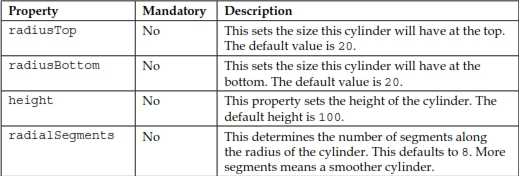 Property Mandatory Description
radiusTop No This sets the size this cylinder will have at the top.
The default value is 20.
radiusBottom No This sets the size this cylinder will have at the
bottom. The default value is 20.
height No This property sets the height of the cylinder. The
default height is 100.
radialSegments No This determines the number of segments along
the radius of the cylinder. This defaults to 8. More
segments means a smoother cylinder.